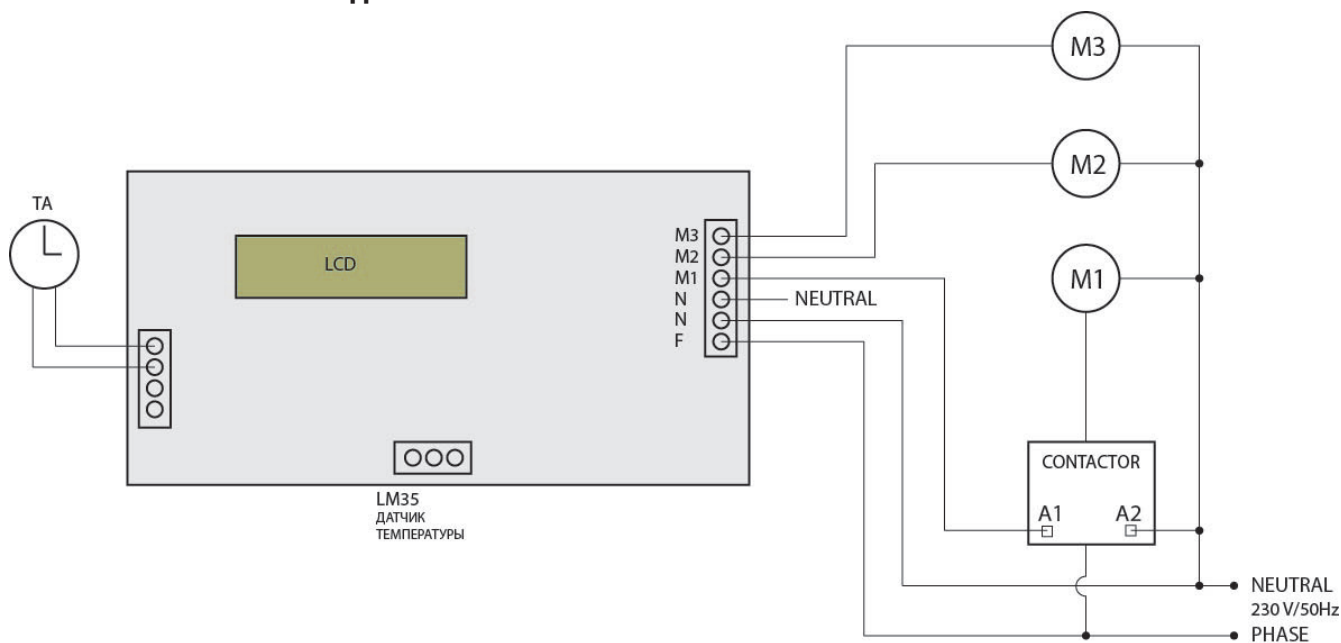 M3
M2
M1
TA
LCD
M3
M2
M1
N
N
F
NEUTRAL
CONTACTOR
A1 A2
LM35
ДАТЧИК
ТЕМПЕРАТУРЫ
NEUTRAL
230 V/50Hz
PHASE